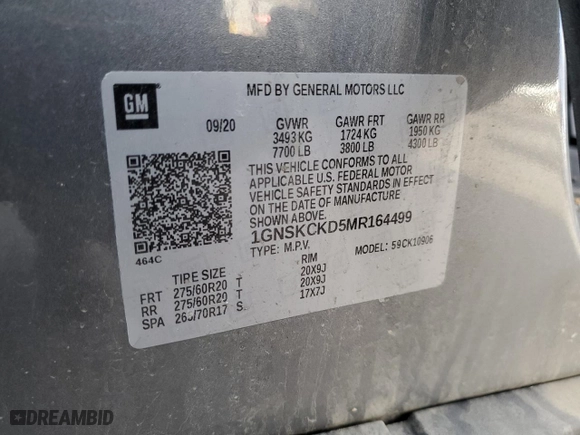 GM
MFD BY GENERAL MOTORS LLC
09/20
GVWR GAWR FRT GAWR RR
3493 KG 1724 KG 1950 KG
7700 LB 3800 LB 4300 LB
THIS VEHICLE CONFORMS TO ALL
APPLICABLE U.S. FEDERAL MOTOR
VEHICLE SAFETY STANDARDS IN EFFECT
ON THE DATE OF MANUFACTURE
SHOWN ABOVE.
1GNSKCKD5MR164499
TYPE: M.P.V. MODEL: 59CK10906
464C
TIRE SIZE RIM
FRT 275/60R20 T 20X9J
RR 275/60R20 T 20X9J
SPA 265/70R17 S 17X7J
DREAMBID